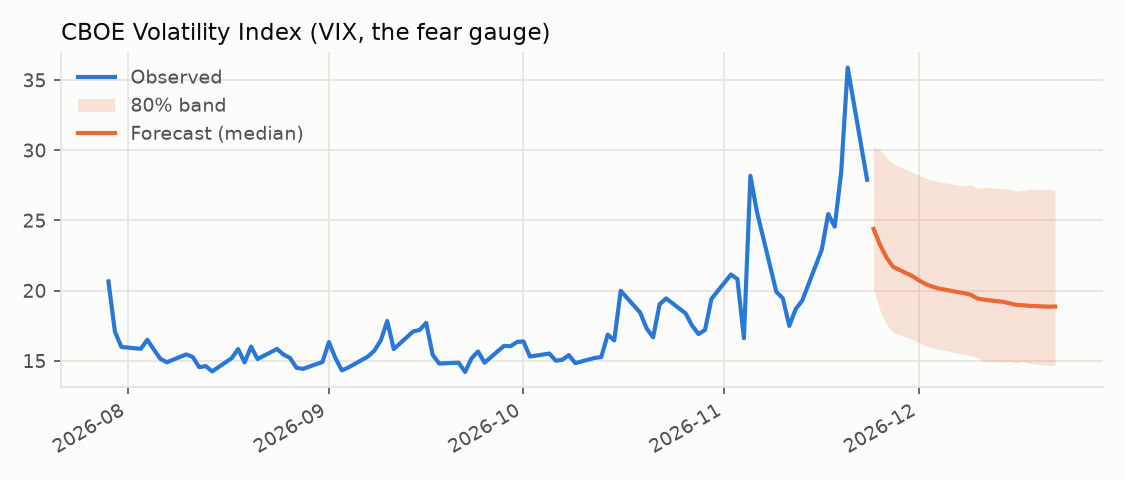 CBOE Volatility Index (VIX, the fear gauge)
Observed
80% band
Forecast (median)
35
30
25
20
15
2026-08
2026-09
2026-10
2026-11
2026-12